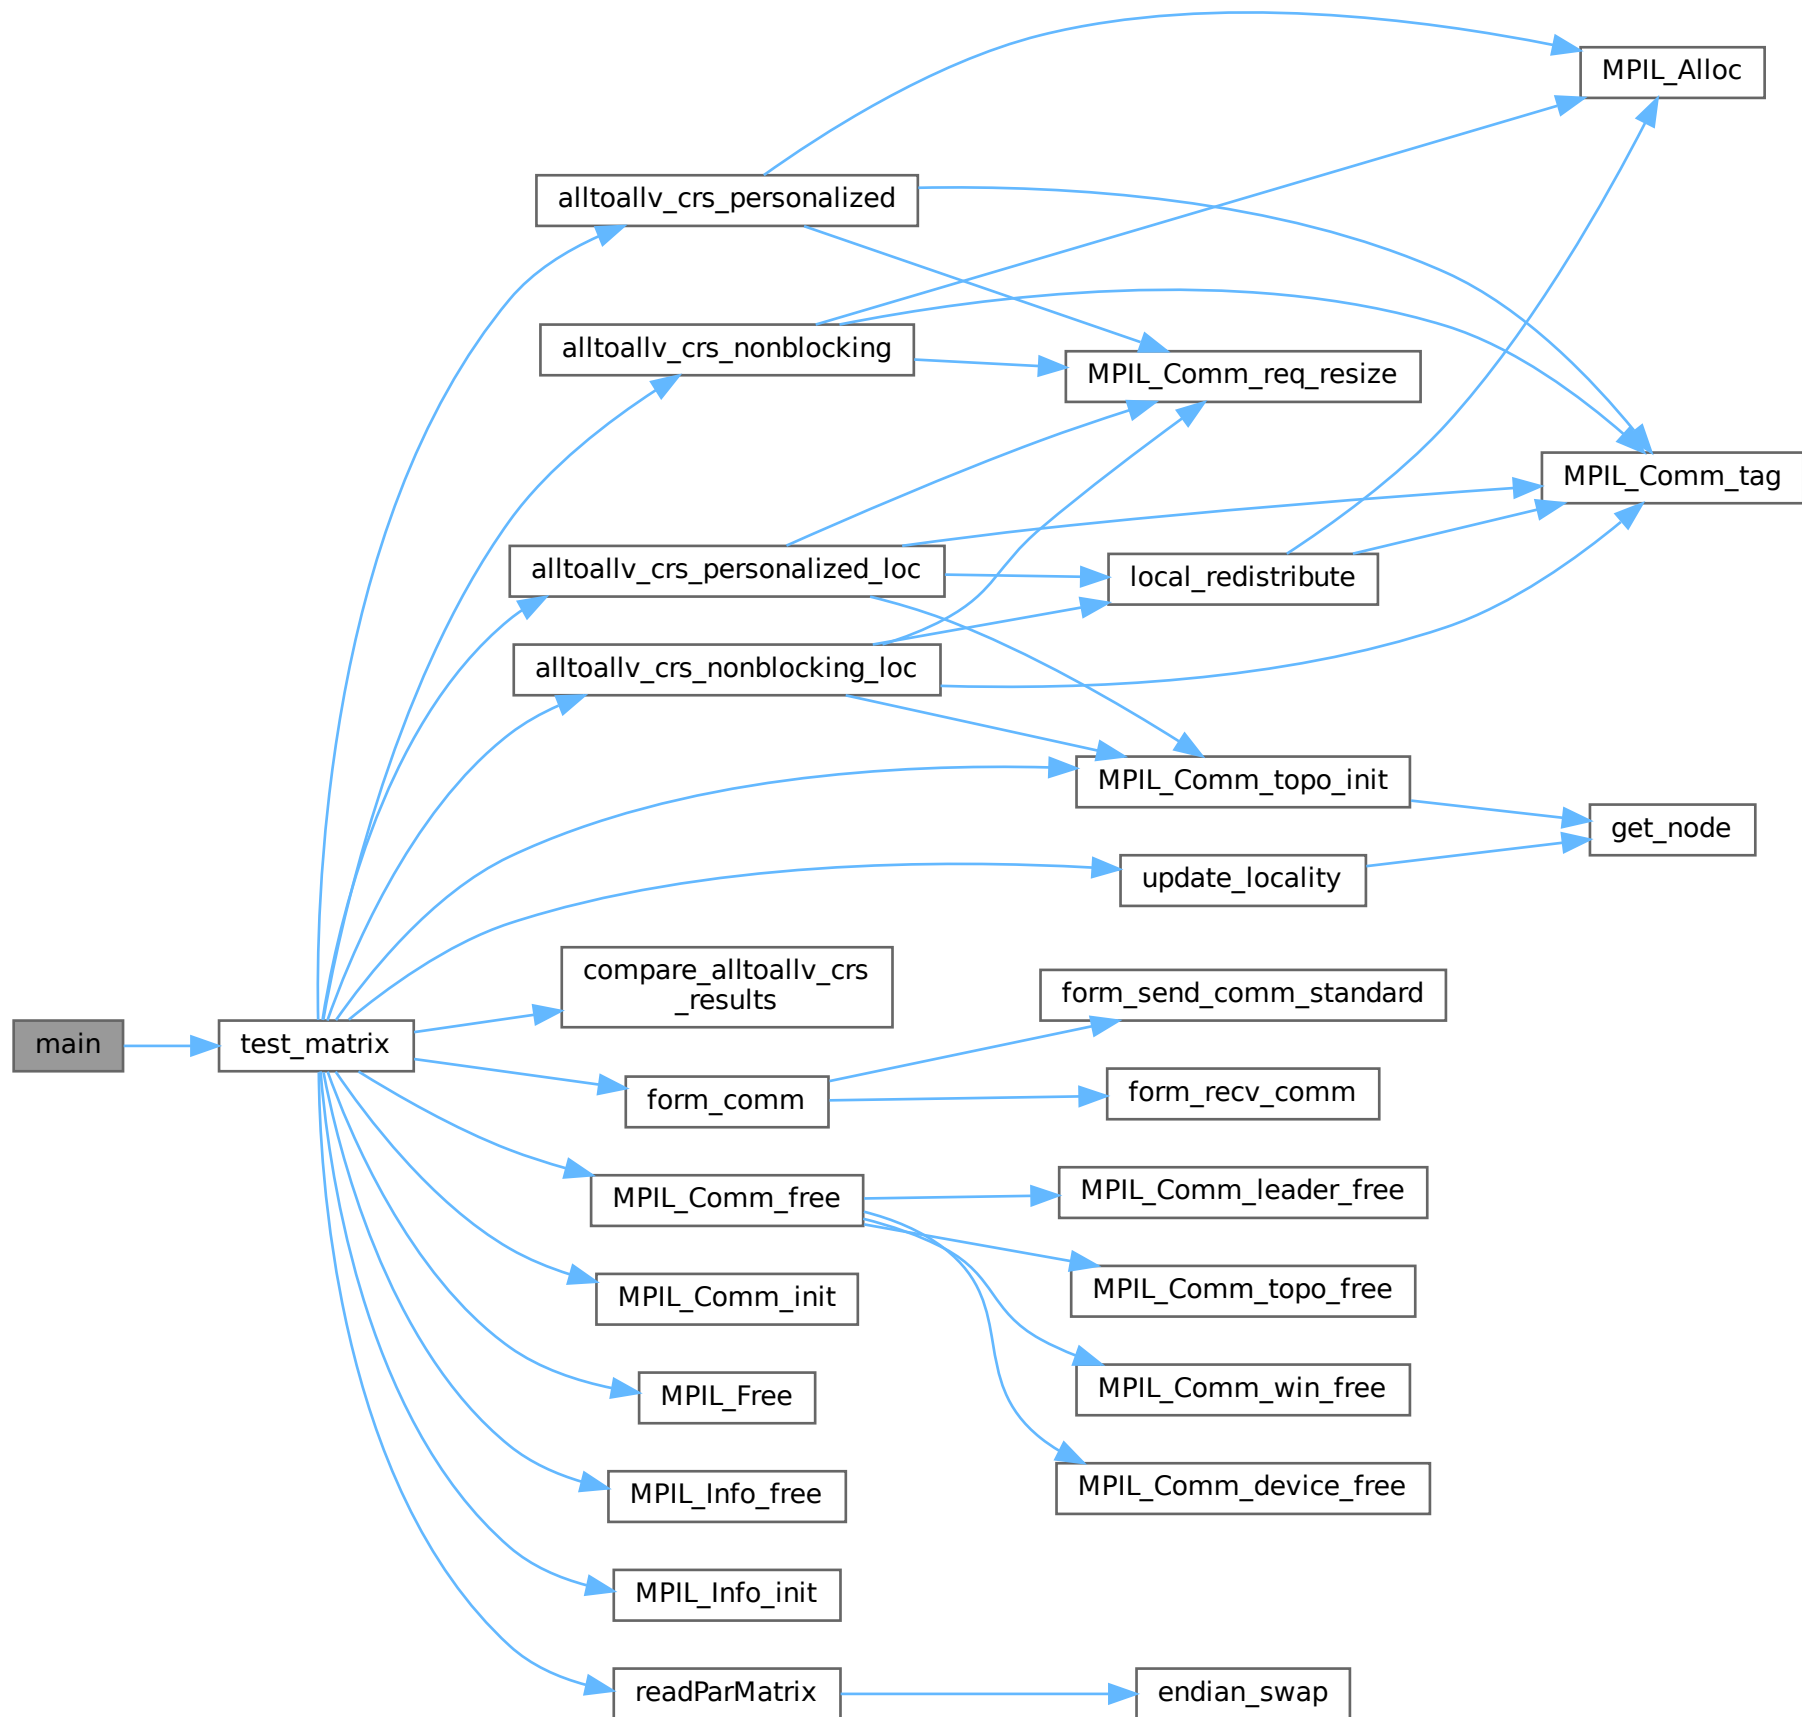 MPIL_Alloc
alltoallv_crs_personalized
alltoallv_crs_nonblocking
MPIL_Comm_req_resize
MPIL_Comm_tag
alltoallv_crs_personalized_loc
local_redistribute
alltoallv_crs_nonblocking_loc
MPIL_Comm_topo_init
get_node
update_locality
compare_alltoallv_crs
_results
form_send_comm_standard
main
test_matrix
form_comm
form_recv_comm
MPIL_Comm_free
MPIL_Comm_leader_free
MPIL_Comm_init
MPIL_Comm_topo_free
MPIL_Free
MPIL_Comm_win_free
MPIL_Info_free
MPIL_Comm_device_free
MPIL_Info_init
readParMatrix
endian_swap